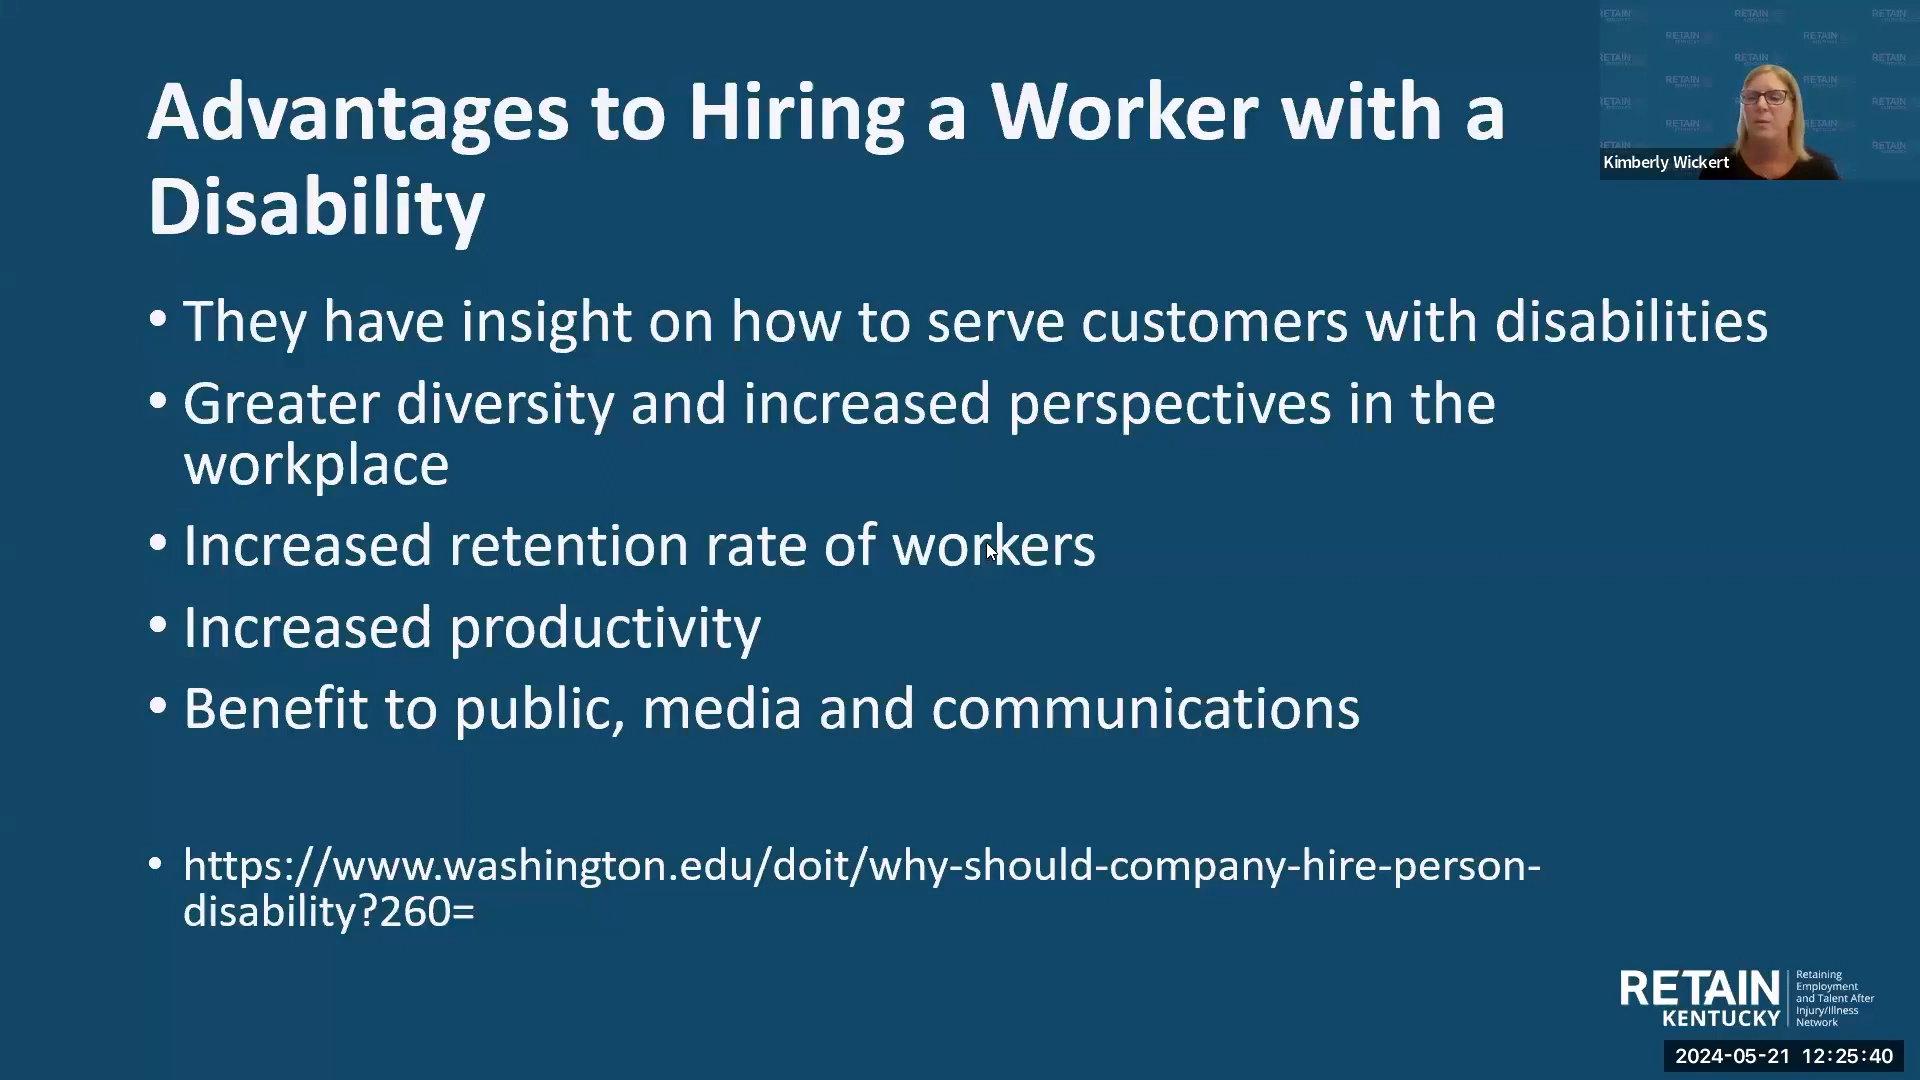 Advantages to Hiring a Worker with a
Disability
• They have insight on how to serve customers with disabilities
• Greater diversity and increased perspectives in the
workplace
• Increased retention rate of workers
• Increased productivity
• Benefit to public, media and communications
• https://www.washington.edu/doit/why-should-company-hire-person-
disability?260=
Kimberly Wickert
RETAIN
KENTUCKY
Retaining
Employment
and Talent After
Injury/Illness
Network
2024-05-21 12:25:40